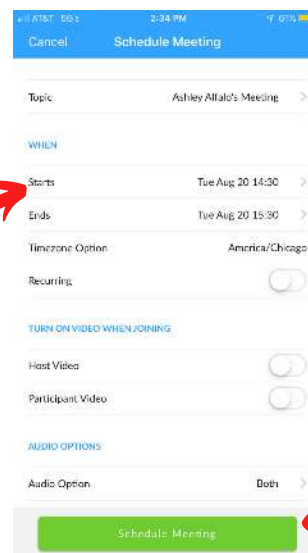 AT&T 5Gε 2:34 PM 61%
Cancel Schedule Meeting
Topic Ashley Alfalo's Meeting
WHEN
Starts Tue Aug 20 14:30
Ends Tue Aug 20 15:30
Timezone Option America/Chicago
Recurring
TURN ON VIDEO WHEN JOINING
Host Video
Participant Video
AUDIO OPTIONS
Audio Option Both
Schedule Meeting